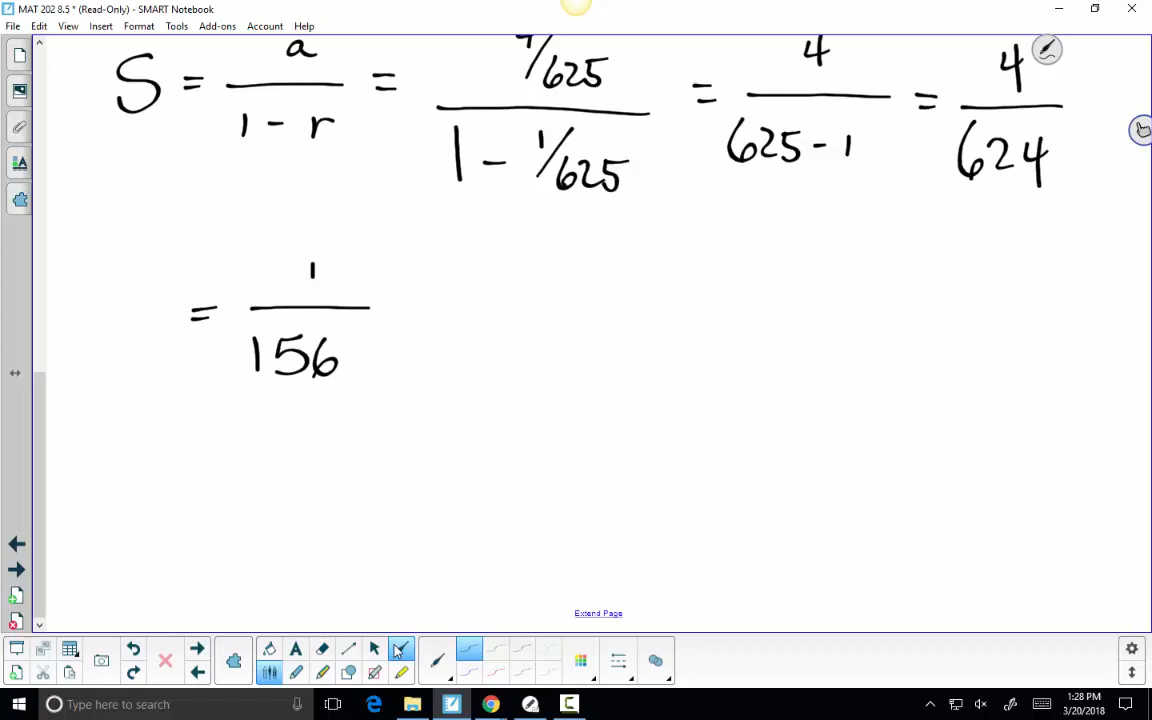 MAT 202 8.5 * (Read-Only) - SMART Notebook
File Edit View Insert Format Tools Add-ons Account Help
S = a / 1 - r = 4/625 / 1 - 1/625 = 4 / 625 - 1 = 4 / 624
= 1 / 156
Extend Page
Type here to search
1:28 PM
3/20/2018